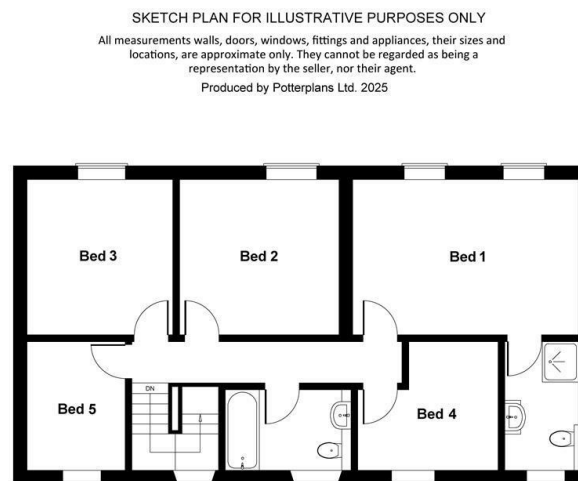 SKETCH PLAN FOR ILLUSTRATIVE PURPOSES ONLY
All measurements walls, doors, windows, fittings and appliances, their sizes and
locations, are approximate only. They cannot be regarded as being a
representation by the seller, nor their agent.
Produced by Potterplans Ltd. 2025
Bed 3
Bed 2
Bed 1
DN
Bed 5
Bed 4